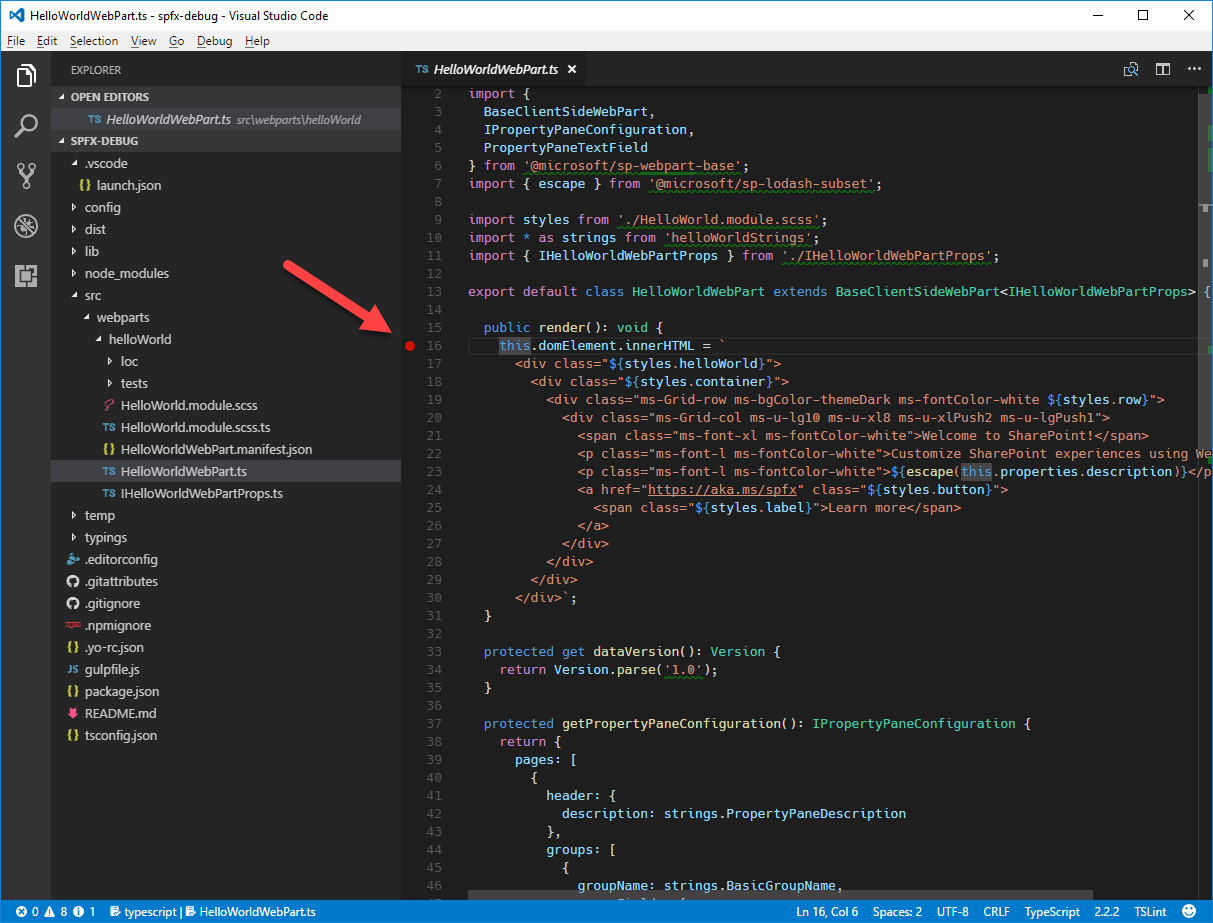 HelloWorldWebPart.ts - spfx-debug - Visual Studio Code
File Edit Selection View Go Debug Help
EXPLORER
OPEN EDITORS
TS HelloWorldWebPart.ts src\webparts\helloWorld
SPFX-DEBUG
.vscode
{} launch.json
config
dist
lib
node_modules
src
webparts
helloWorld
loc
tests
HelloWorld.module.scss
TS HelloWorld.module.scss.ts
{} HelloWorldWebPart.manifest.json
TS HelloWorldWebPart.ts
TS IHelloWorldWebPartProps.ts
temp
typings
.editorconfig
.gitattributes
.gitignore
.npmignore
{} .yo-rc.json
JS gulpfile.js
{} package.json
README.md
{} tsconfig.json
TS HelloWorldWebPart.ts
2 import {
3 BaseClientSideWebPart,
4 IPropertyPaneConfiguration,
5 PropertyPaneTextField
6 } from '@microsoft/sp-webpart-base';
7 import { escape } from '@microsoft/sp-lodash-subset';
8
9 import styles from './HelloWorld.module.scss';
10 import * as strings from 'helloWorldStrings';
11 import { IHelloWorldWebPartProps } from './IHelloWorldWebPartProps';
12
13 export default class HelloWorldWebPart extends BaseClientSideWebPart<IHelloWorldWebPartProps> {
14
15 public render(): void {
16 this.domElement.innerHTML = `
17 <div class="${styles.helloWorld}">
18 <div class="${styles.container}">
19 <div class="ms-Grid-row ms-bgColor-themeDark ms-fontColor-white ${styles.row}">
20 <div class="ms-Grid-col ms-u-lg10 ms-u-xl8 ms-u-xlPush2 ms-u-lgPush1">
21 <span class="ms-font-xl ms-fontColor-white">Welcome to SharePoint!</span>
22 <p class="ms-font-l ms-fontColor-white">Customize SharePoint experiences using We
23 <p class="ms-font-l ms-fontColor-white">${escape(this.properties.description)}</p
24 <a href="https://aka.ms/spfx" class="${styles.button}">
25 <span class="${styles.label}">Learn more</span>
26 </a>
27 </div>
28 </div>
29 </div>
30 </div>`;
31 }
32
33 protected get dataVersion(): Version {
34 return Version.parse('1.0');
35 }
36
37 protected getPropertyPaneConfiguration(): IPropertyPaneConfiguration {
38 return {
39 pages: [
40 {
41 header: {
42 description: strings.PropertyPaneDescription
43 },
44 groups: [
45 {
46 groupName: strings.BasicGroupName,
0 8 1 typescript | HelloWorldWebPart.ts Ln 16, Col 6 Spaces: 2 UTF-8 CRLF TypeScript 2.2.2 TSLint